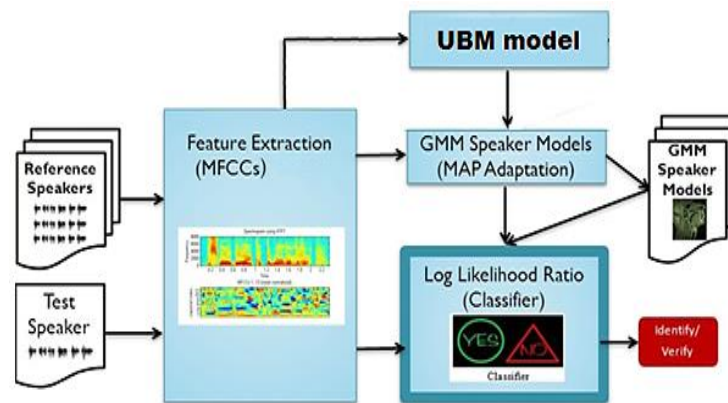 UBM model
Feature Extraction
(MFCCs)
GMM Speaker Models
(MAP Adaptation)
GMM
Speaker
Models
Reference
Speakers
Test
Speaker
Log Likelihood Ratio
(Classifier)
YES
NO
Classifier
Identify/
Verify